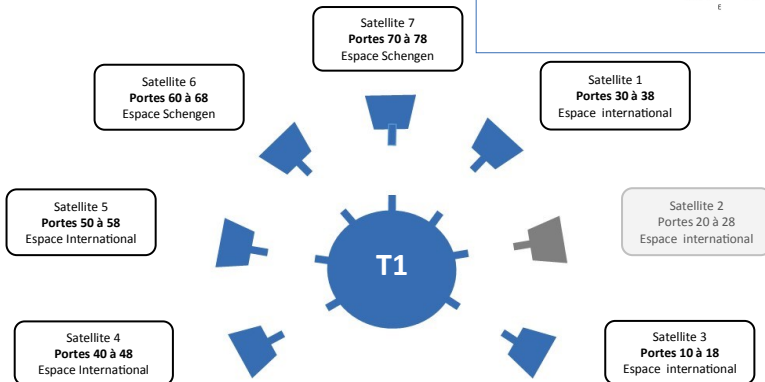 E
Satellite 7
Portes 70 à 78
Espace Schengen
Satellite 6
Portes 60 à 68
Espace Schengen
Satellite 1
Portes 30 à 38
Espace international
Satellite 5
Portes 50 à 58
Espace International
Satellite 2
Portes 20 à 28
Espace international
T1
Satellite 4
Portes 40 à 48
Espace International
Satellite 3
Portes 10 à 18
Espace international